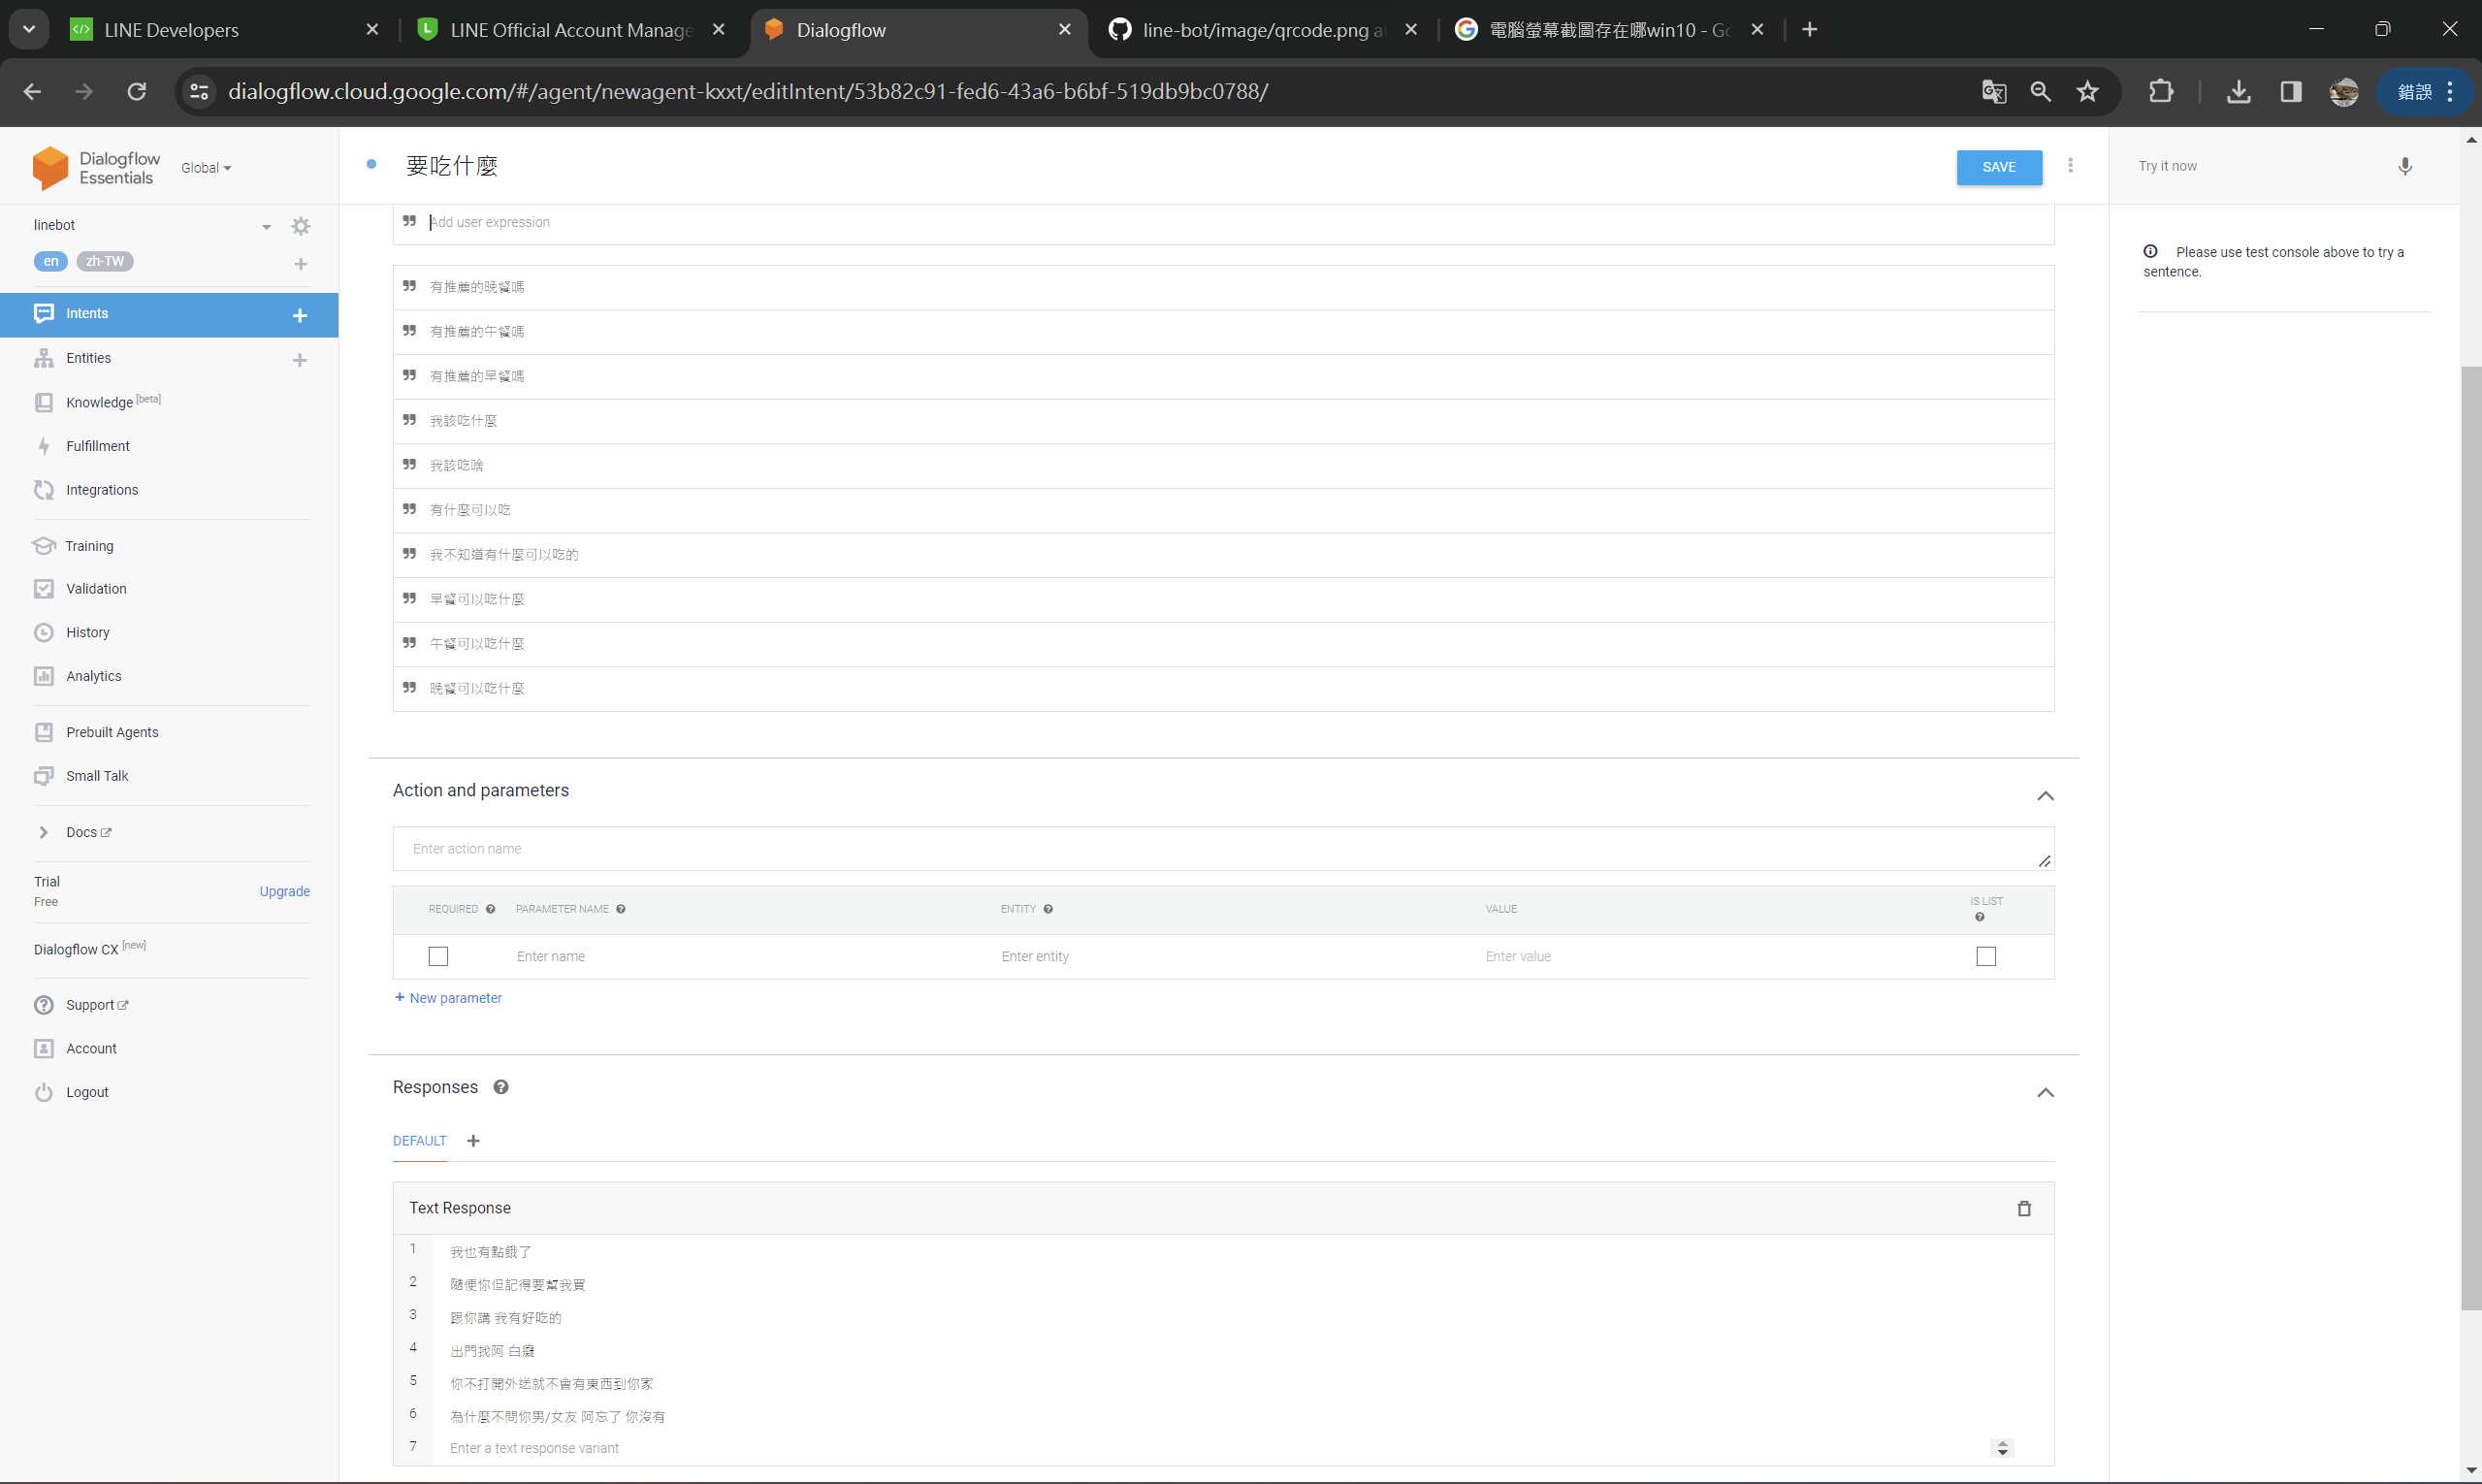 LINE Developers
LINE Official Account Manage
Dialogflow
line-bot/image/qrcode.png a
電腦螢幕截圖存在哪win10 - Go
dialogflow.cloud.google.com/#/agent/newagent-kxxt/editIntent/53b82c91-fed6-43a6-b6bf-519db9bc0788/
錯誤
Dialogflow
Essentials
Global
要吃什麼
SAVE
Try it now
linebot
en
zh-TW
Add user expression
Please use test console above to try a
sentence.
Intents
Entities
Knowledge [beta]
Fulfillment
Integrations
Training
Validation
History
Analytics
Prebuilt Agents
Small Talk
Docs
Trial
Free
Upgrade
Dialogflow CX [new]
Support
Account
Logout
有推薦的晚餐嗎
有推薦的午餐嗎
有推薦的早餐嗎
我該吃什麼
我該吃啥
有什麼可以吃
我不知道有什麼可以吃的
早餐可以吃什麼
午餐可以吃什麼
晚餐可以吃什麼
Action and parameters
Enter action name
REQUIRED
PARAMETER NAME
ENTITY
VALUE
IS LIST
Enter name
Enter entity
Enter value
+ New parameter
Responses
DEFAULT
Text Response
1 我也有點餓了
2 隨便你但記得要幫我買
3 跟你講 我有好吃的
4 出門找阿 白癡
5 你不打開外送就不會有東西到你家
6 為什麼不問你男/女友 阿忘了 你沒有
7 Enter a text response variant